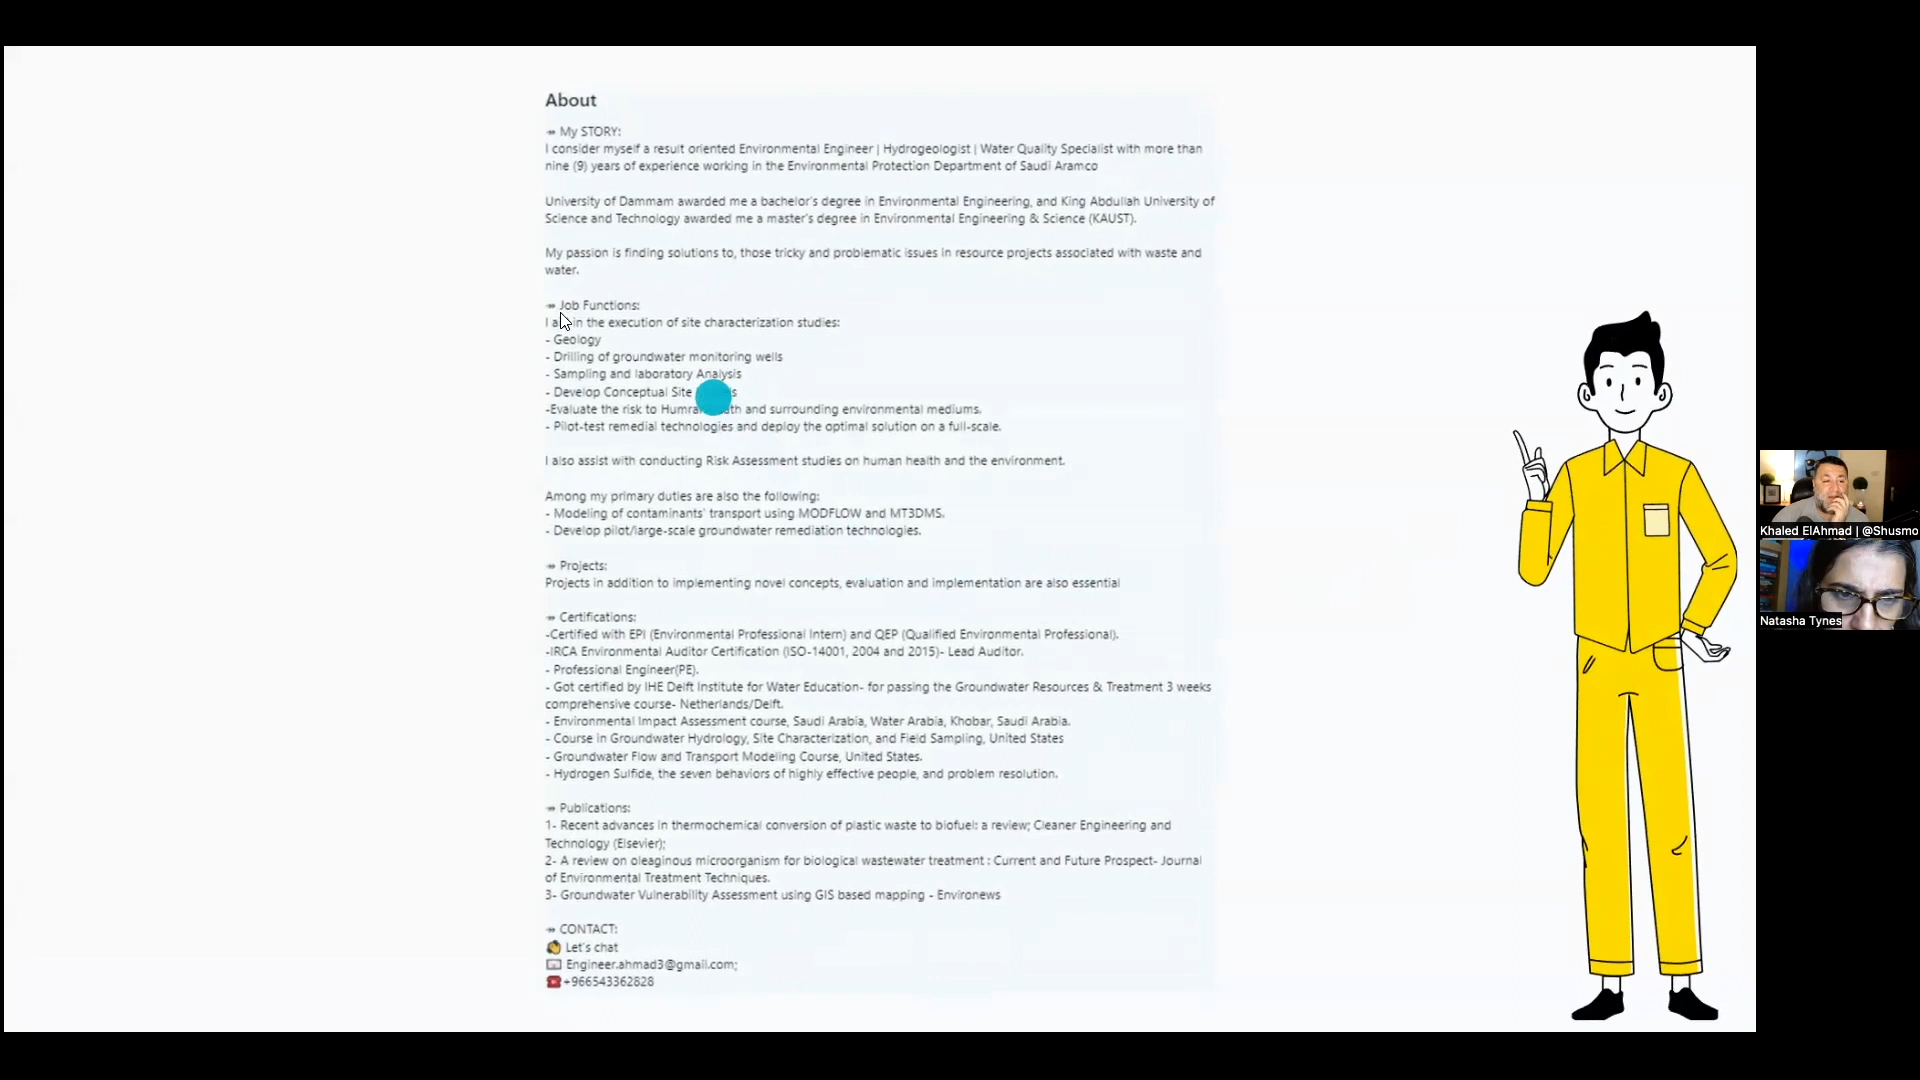 About
↠ My STORY:
I consider myself a result oriented Environmental Engineer | Hydrogeologist | Water Quality Specialist with more than
nine (9) years of experience working in the Environmental Protection Department of Saudi Aramco
University of Dammam awarded me a bachelor's degree in Environmental Engineering, and King Abdullah University of
Science and Technology awarded me a master's degree in Environmental Engineering & Science (KAUST).
My passion is finding solutions to, those tricky and problematic issues in resource projects associated with waste and
water.
↠ Job Functions:
I in the execution of site characterization studies:
- Geology
- Drilling of groundwater monitoring wells
- Sampling and laboratory Analysis
- Develop Conceptual Site
-Evaluate the risk to and surrounding environmental mediums.
- Pilot-test remedial technologies and deploy the optimal solution on a full-scale.
I also assist with conducting Risk Assessment studies on human health and the environment.
Among my primary duties are also the following:
- Modeling of contaminants' transport using MODFLOW and MT3DMS.
- Develop pilot/large-scale groundwater remediation technologies.
↠ Projects:
Projects in addition to implementing novel concepts, evaluation and implementation are also essential
↠ Certifications:
-Certified with EPI (Environmental Professional Intern) and QEP (Qualified Environmental Professional).
-IRCA Environmental Auditor Certification (ISO-14001, 2004 and 2015)- Lead Auditor.
- Professional Engineer(PE).
- Got certified by IHE Delft Institute for Water Education- for passing the Groundwater Resources & Treatment 3 weeks
comprehensive course- Netherlands/Delft.
- Environmental Impact Assessment course, Saudi Arabia, Water Arabia, Khobar, Saudi Arabia.
- Course in Groundwater Hydrology, Site Characterization, and Field Sampling, United States
- Groundwater Flow and Transport Modeling Course, United States.
- Hydrogen Sulfide, the seven behaviors of highly effective people, and problem resolution.
↠ Publications:
1- Recent advances in thermochemical conversion of plastic waste to biofuel: a review; Cleaner Engineering and
Technology (Elsevier);
2- A review on oleaginous microorganism for biological wastewater treatment : Current and Future Prospect- Journal
of Environmental Treatment Techniques.
3- Groundwater Vulnerability Assessment using GIS based mapping - Environews
↠ CONTACT:
Let's chat
Engineer.ahmad3@gmail.com;
+966543362828
Khaled ElAhmad | @Shusmo
Natasha Tynes